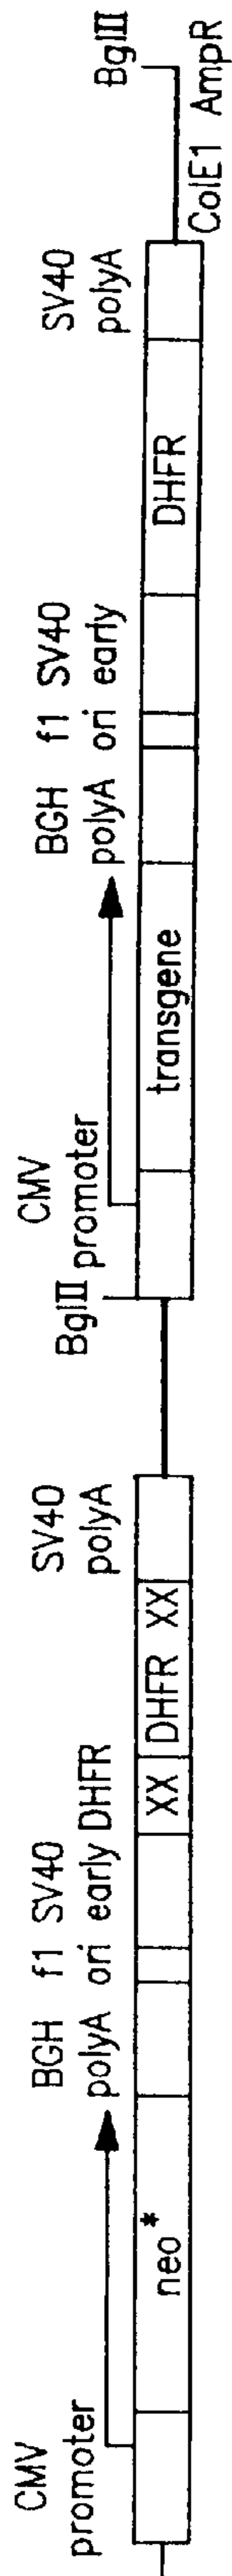 CMV
promoter
neo*
BGH f1 SV40
polyA ori early DHFR
XX DHFR XX
SV40
polyA
BglII
CMV
promoter
transgene
BGH f1 SV40
polyA ori early
DHFR
SV40
polyA
BglII
ColE1 AmpR